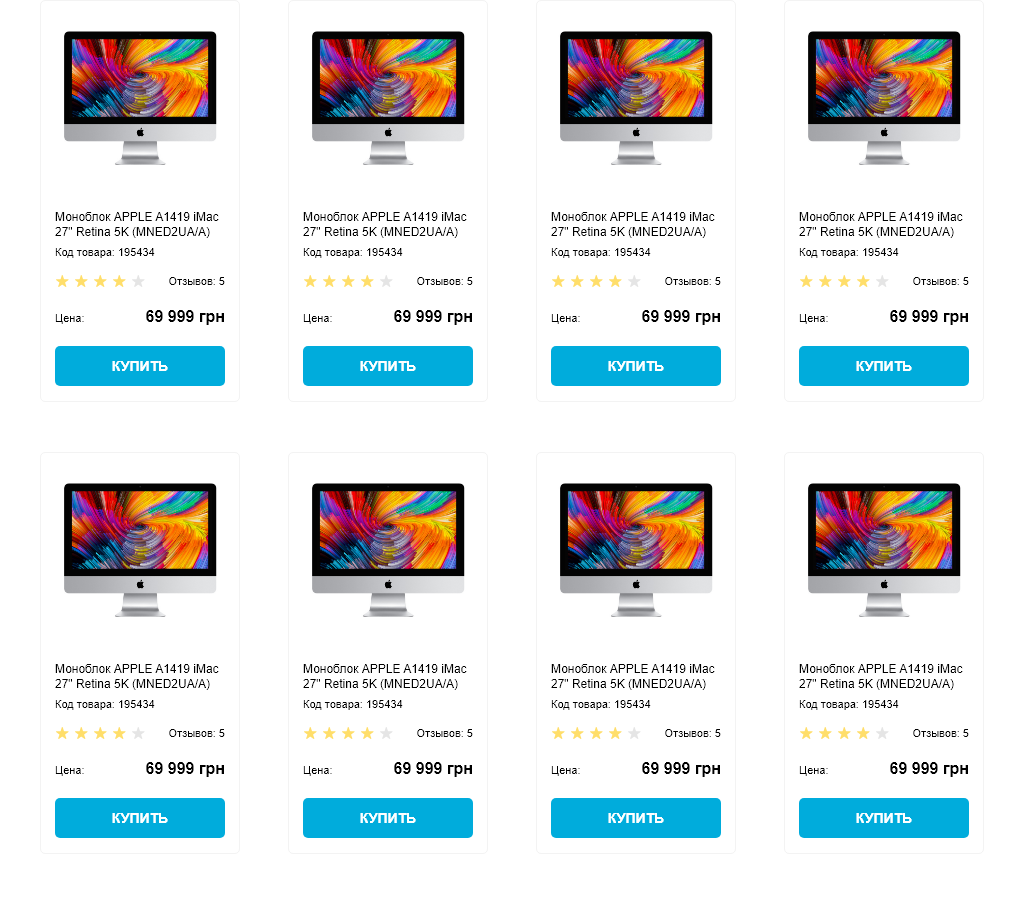 Моноблок APPLE A1419 iMac
27" Retina 5K (MNED2UA/A)
Код товара: 195434
Отзывов: 5
Цена: 69 999 грн
КУПИТЬ
Моноблок APPLE A1419 iMac
27" Retina 5K (MNED2UA/A)
Код товара: 195434
Отзывов: 5
Цена: 69 999 грн
КУПИТЬ
Моноблок APPLE A1419 iMac
27" Retina 5K (MNED2UA/A)
Код товара: 195434
Отзывов: 5
Цена: 69 999 грн
КУПИТЬ
Моноблок APPLE A1419 iMac
27" Retina 5K (MNED2UA/A)
Код товара: 195434
Отзывов: 5
Цена: 69 999 грн
КУПИТЬ
Моноблок APPLE A1419 iMac
27" Retina 5K (MNED2UA/A)
Код товара: 195434
Отзывов: 5
Цена: 69 999 грн
КУПИТЬ
Моноблок APPLE A1419 iMac
27" Retina 5K (MNED2UA/A)
Код товара: 195434
Отзывов: 5
Цена: 69 999 грн
КУПИТЬ
Моноблок APPLE A1419 iMac
27" Retina 5K (MNED2UA/A)
Код товара: 195434
Отзывов: 5
Цена: 69 999 грн
КУПИТЬ
Моноблок APPLE A1419 iMac
27" Retina 5K (MNED2UA/A)
Код товара: 195434
Отзывов: 5
Цена: 69 999 грн
КУПИТЬ